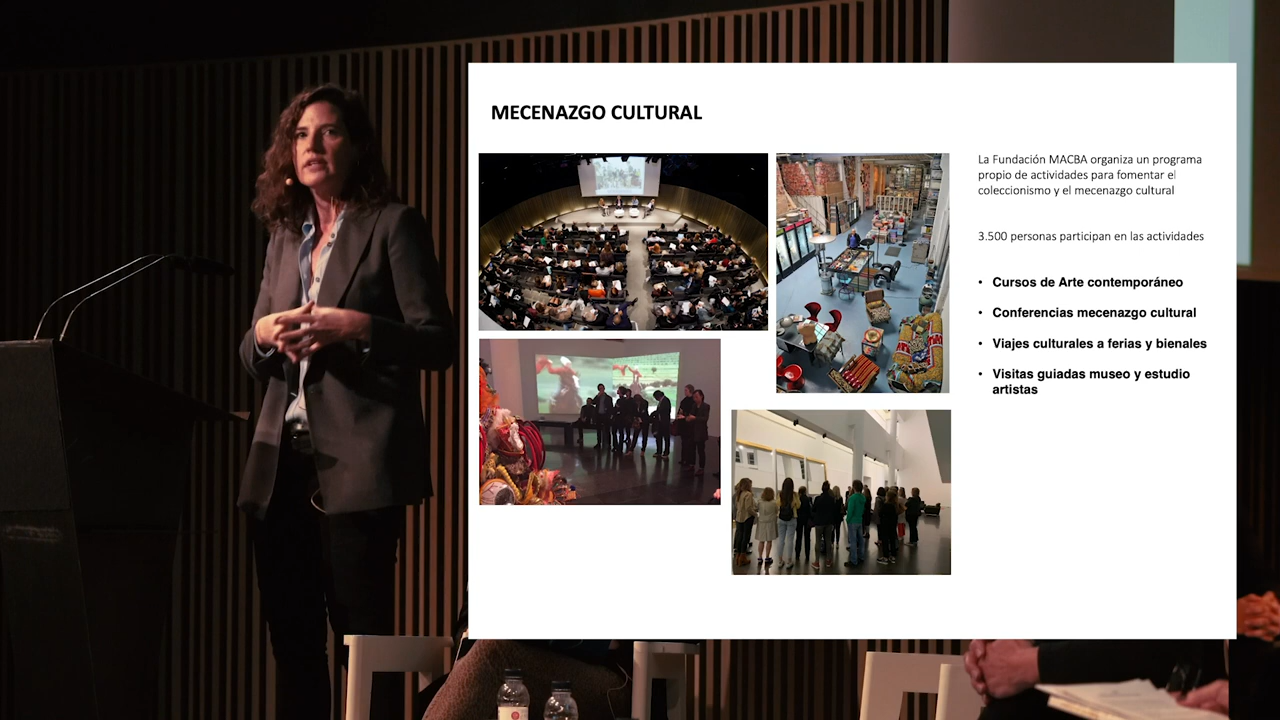 MECENAZGO CULTURAL
La Fundación MACBA organiza un programa
propio de actividades para fomentar el
coleccionismo y el mecenazgo cultural
3.500 personas participan en las actividades
• Cursos de Arte contemporáneo
• Conferencias mecenazgo cultural
• Viajes culturales a ferias y bienales
• Visitas guiadas museo y estudio
artistas